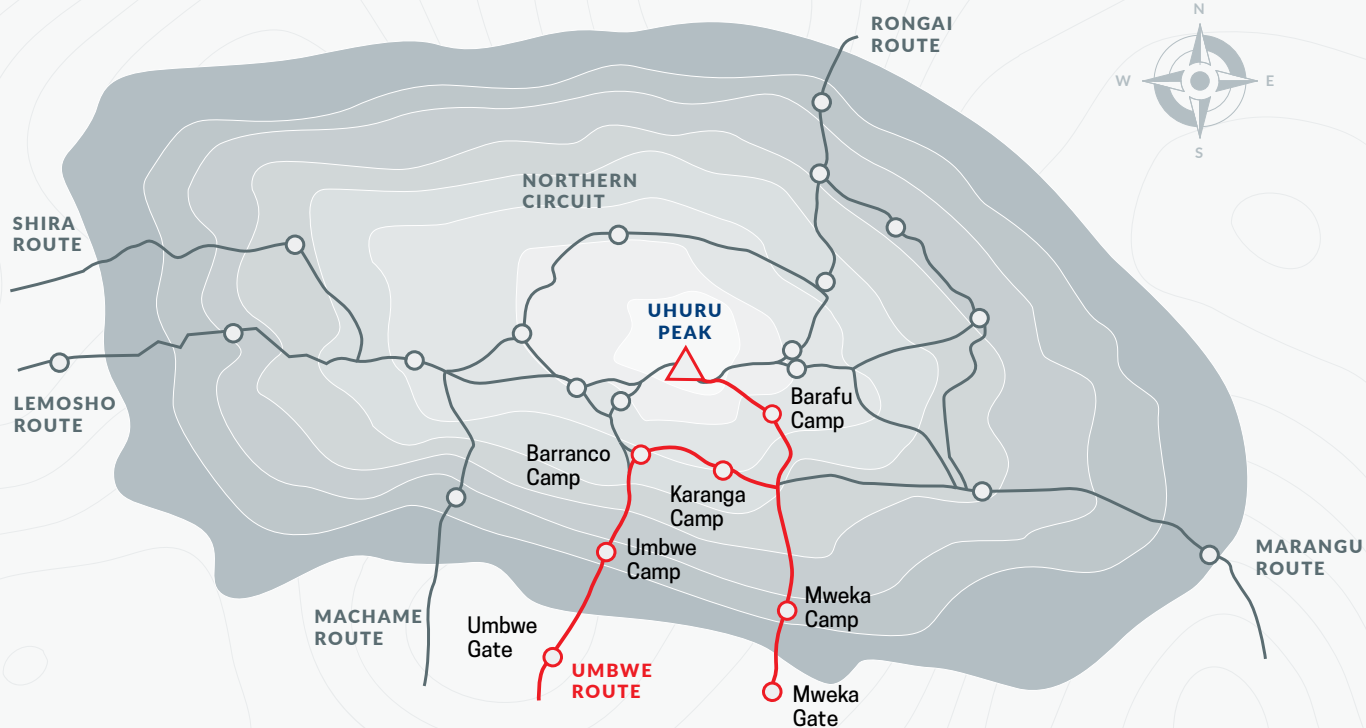 RONGAI
ROUTE
N
W
E
S
NORTHERN
CIRCUIT
SHIRA
ROUTE
UHURU
PEAK
LEMOSHO
ROUTE
Barafu
Camp
Barranco
Camp
Karanga
Camp
Umbwe
Camp
MARANGU
ROUTE
Mweka
Camp
MACHAME
ROUTE
Umbwe
Gate
UMBWE
ROUTE
Mweka
Gate